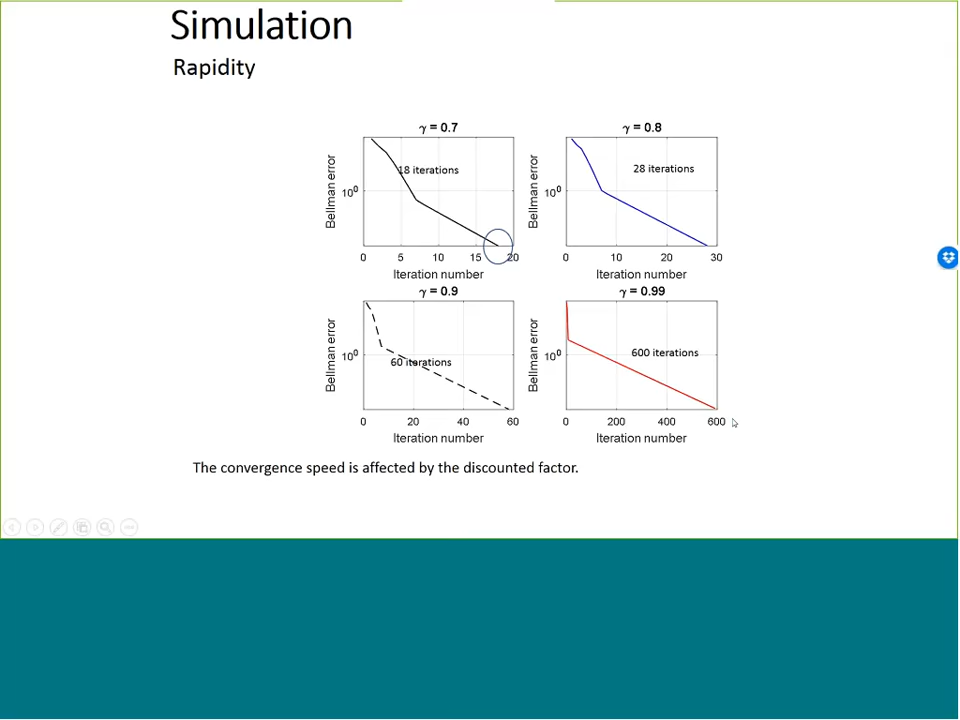 Simulation
Rapidity
γ = 0.7
Bellman error
10⁰
18 iterations
0 5 10 15 20
Iteration number
γ = 0.8
Bellman error
10⁰
28 iterations
0 10 20 30
Iteration number
γ = 0.9
Bellman error
10⁰
60 iterations
0 20 40 60
Iteration number
γ = 0.99
Bellman error
10⁰
600 iterations
0 200 400 600
Iteration number
The convergence speed is affected by the discounted factor.